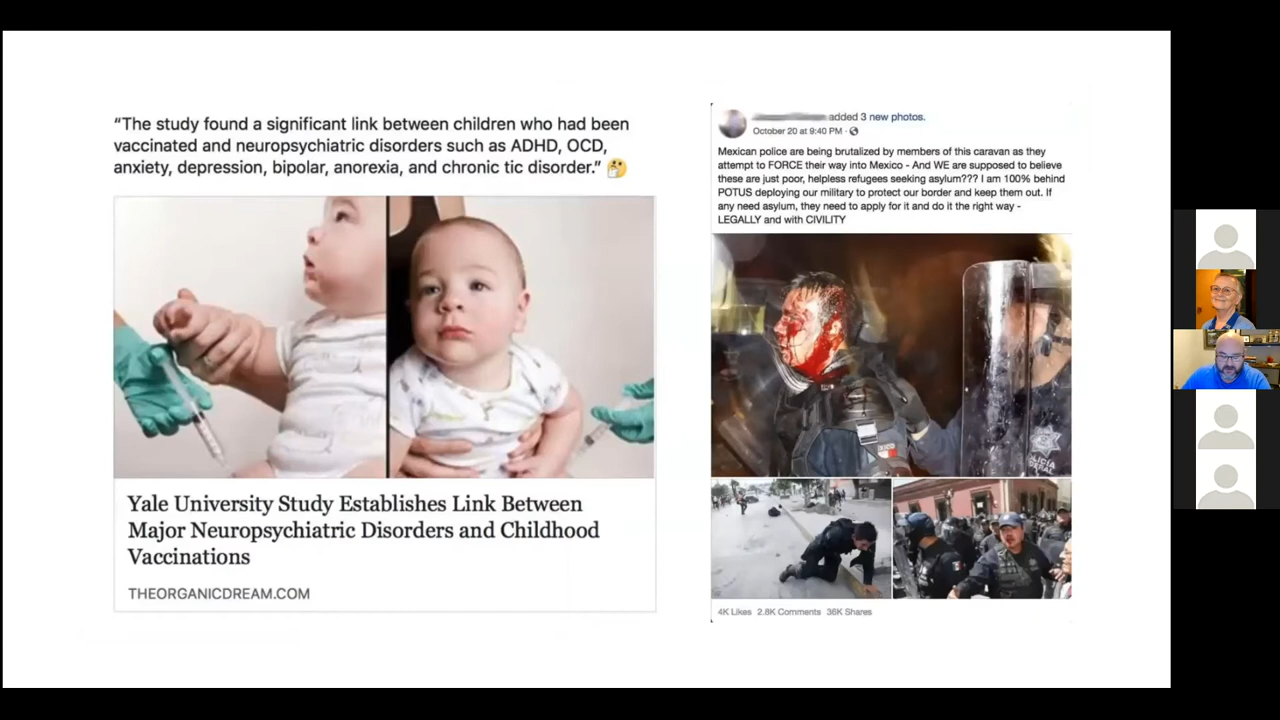 “The study found a significant link between children who had been
vaccinated and neuropsychiatric disorders such as ADHD, OCD,
anxiety, depression, bipolar, anorexia, and chronic tic disorder.” 🤔
Yale University Study Establishes Link Between
Major Neuropsychiatric Disorders and Childhood
Vaccinations
THEORGANICDREAM.COM
added 3 new photos.
October 20 at 9:40 PM ·
Mexican police are being brutalized by members of this caravan as they
attempt to FORCE their way into Mexico - And WE are supposed to believe
these are just poor, helpless refugees seeking asylum??? I am 100% behind
POTUS deploying our military to protect our border and keep them out. If
any need asylum, they need to apply for it and do it the right way -
LEGALLY and with CIVILITY
POLICIA
FEDERAL
4K Likes 2.8K Comments 36K Shares